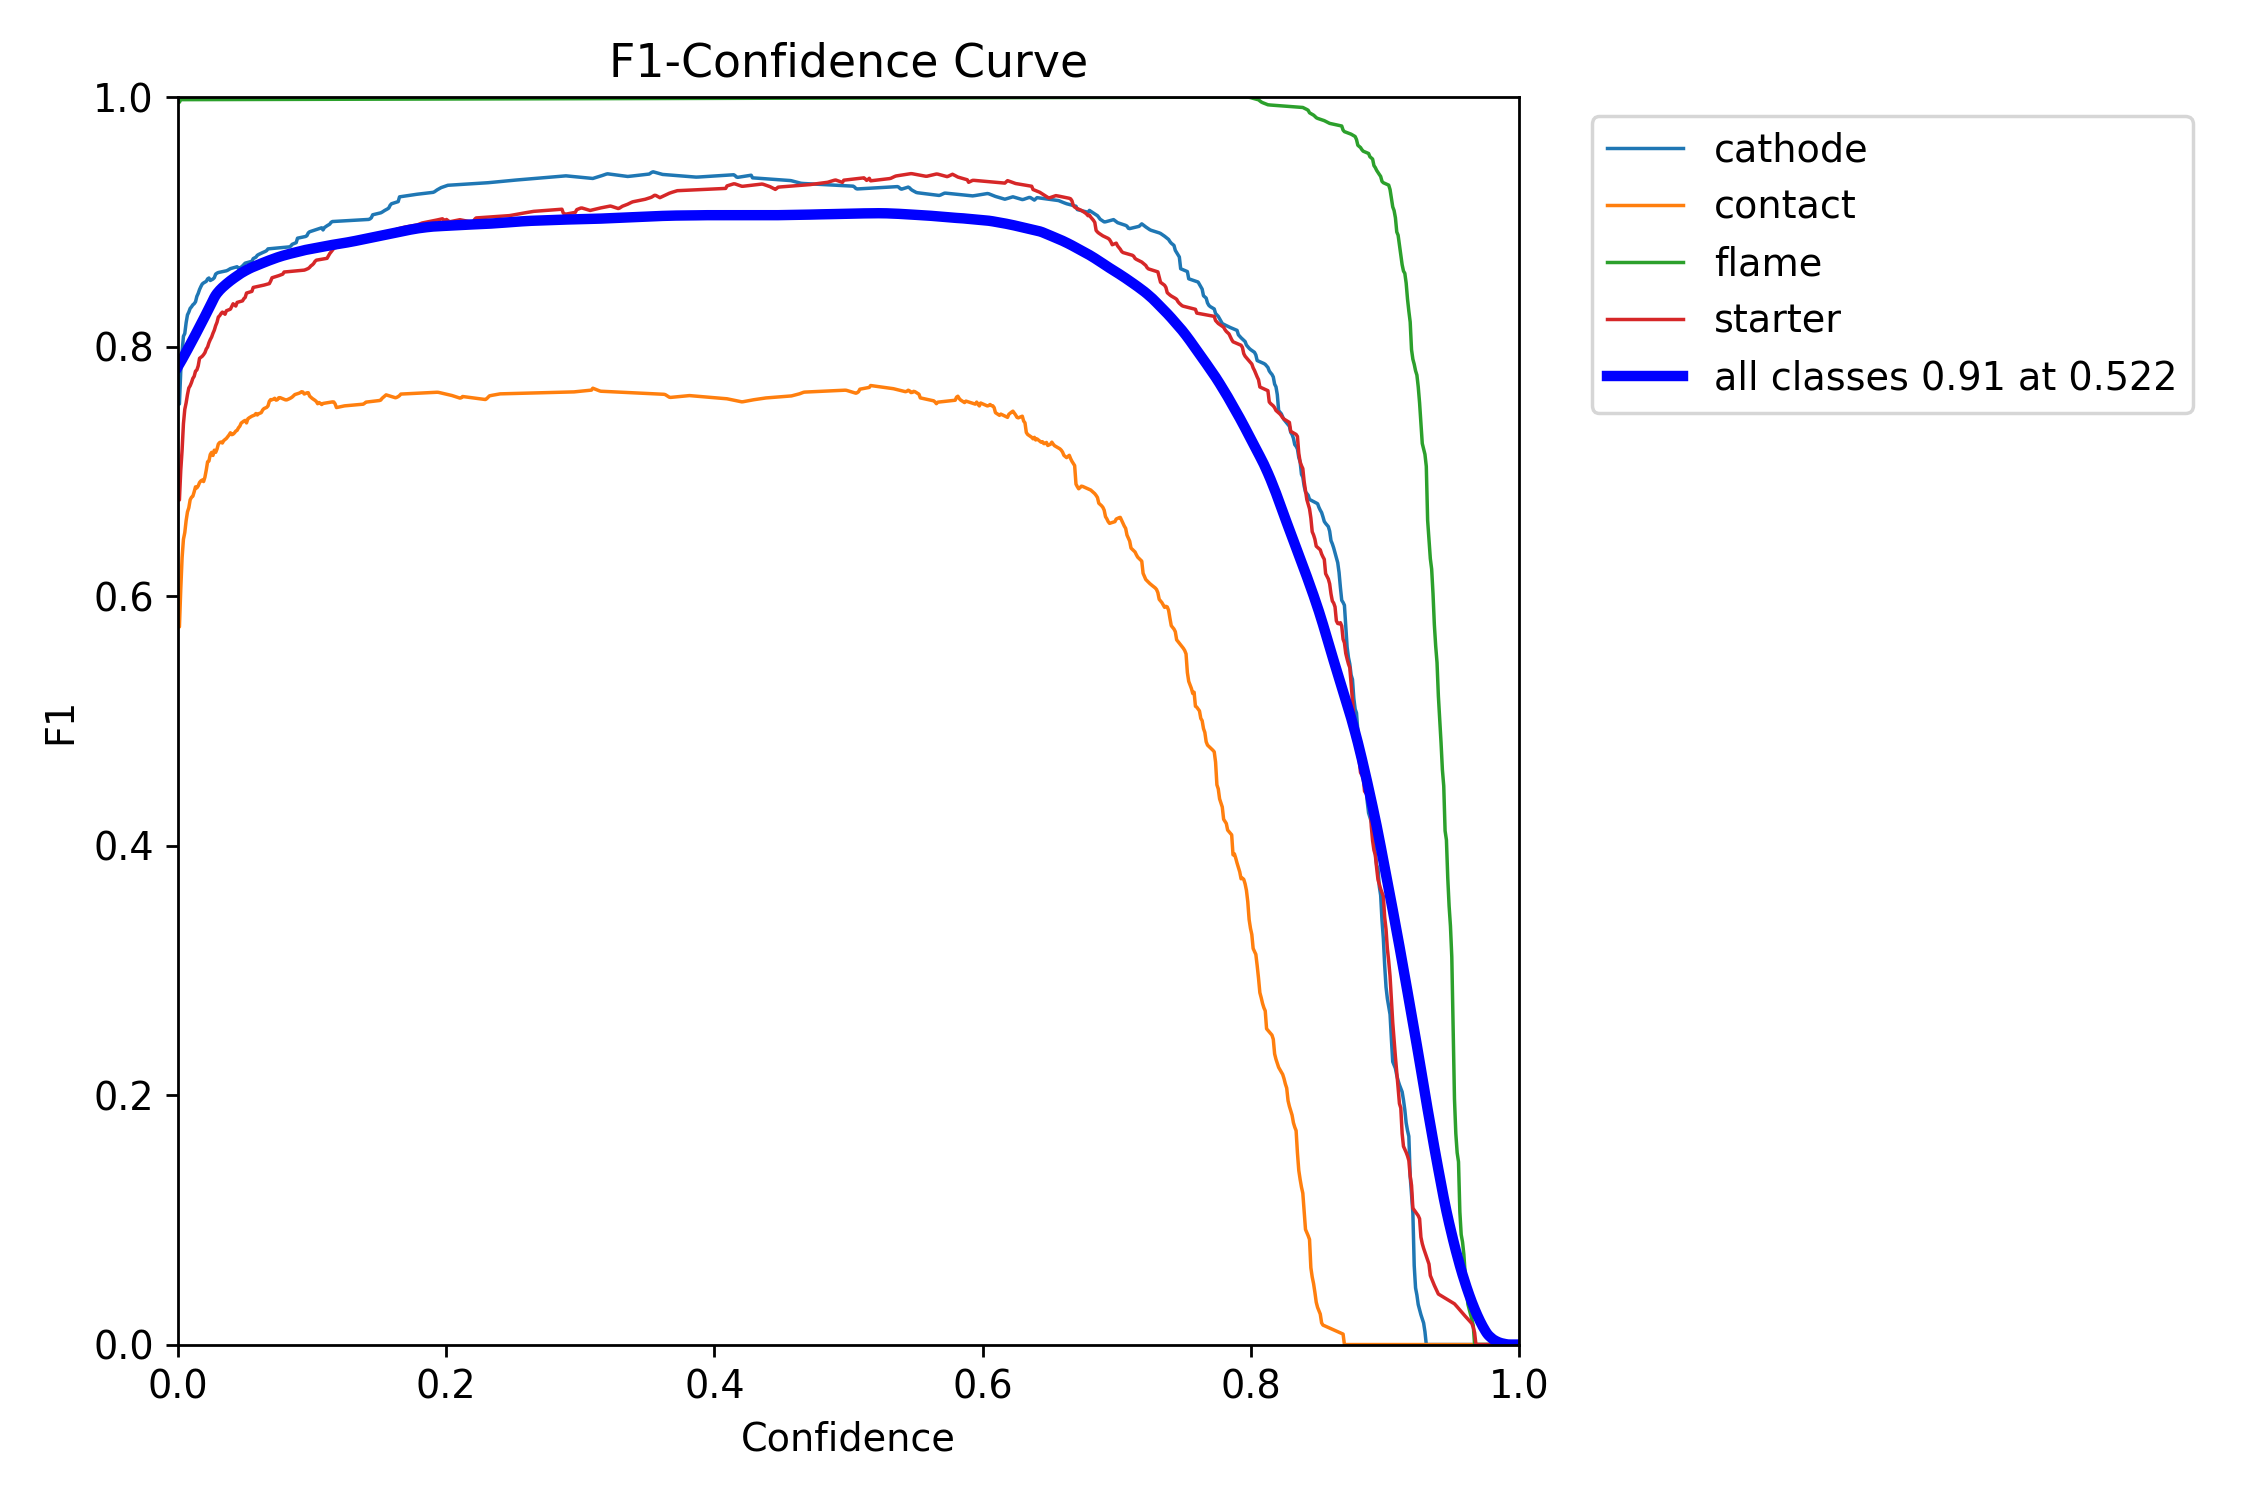 F1-Confidence Curve
1.0
0.8
0.6
0.4
0.2
0.0
F1
0.0 0.2 0.4 0.6 0.8 1.0
Confidence
cathode
contact
flame
starter
all classes 0.91 at 0.522